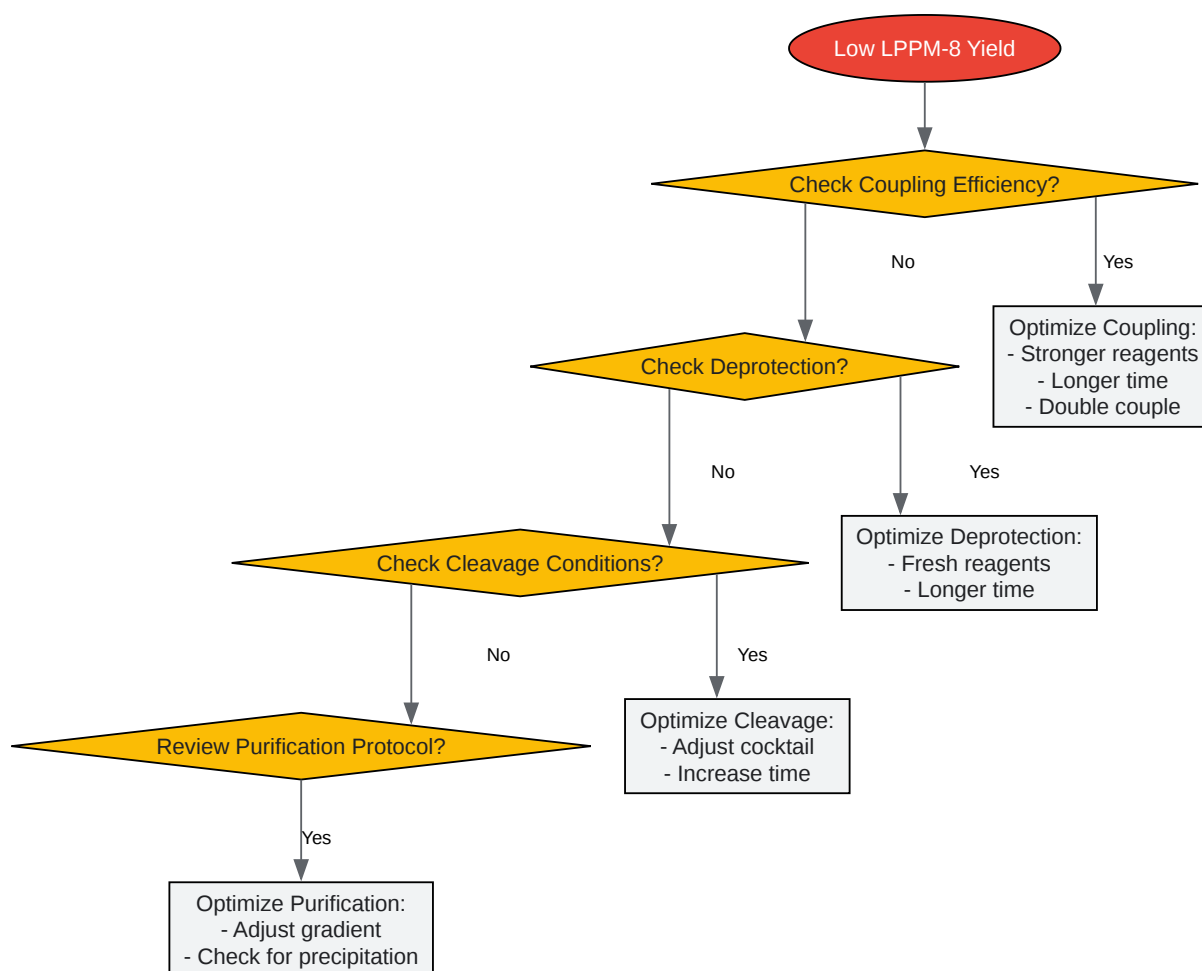 Low LPPM-8 Yield
Check Coupling Efficiency?
No
Yes
Optimize Coupling:
- Stronger reagents
- Longer time
- Double couple
Check Deprotection?
No
Yes
Optimize Deprotection:
- Fresh reagents
- Longer time
Check Cleavage Conditions?
No
Yes
Optimize Cleavage:
- Adjust cocktail
- Increase time
Review Purification Protocol?
Yes
Optimize Purification:
- Adjust gradient
- Check for precipitation